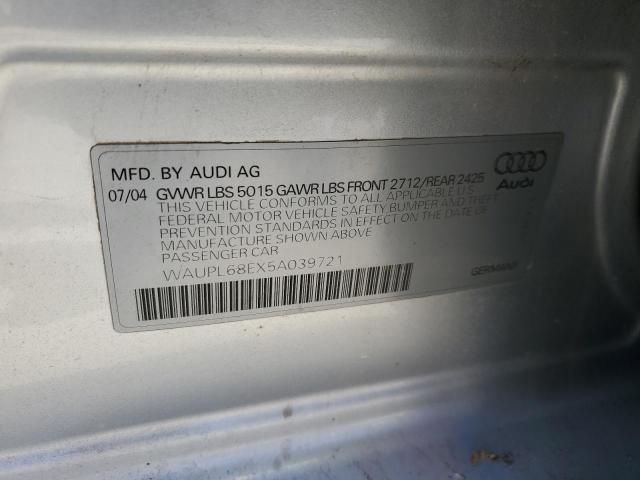 MFD. BY AUDI AG
07/04 GVWR LBS 5015 GAWR LBS FRONT 2712/REAR 2425
THIS VEHICLE CONFORMS TO ALL APPLICABLE U.S.
FEDERAL MOTOR VEHICLE SAFETY BUMPER AND THEFT
PREVENTION STANDARDS IN EFFECT ON THE DATE OF
MANUFACTURE SHOWN ABOVE
PASSENGER CAR
WAUPL68EX5A039721
Audi
GERMANY